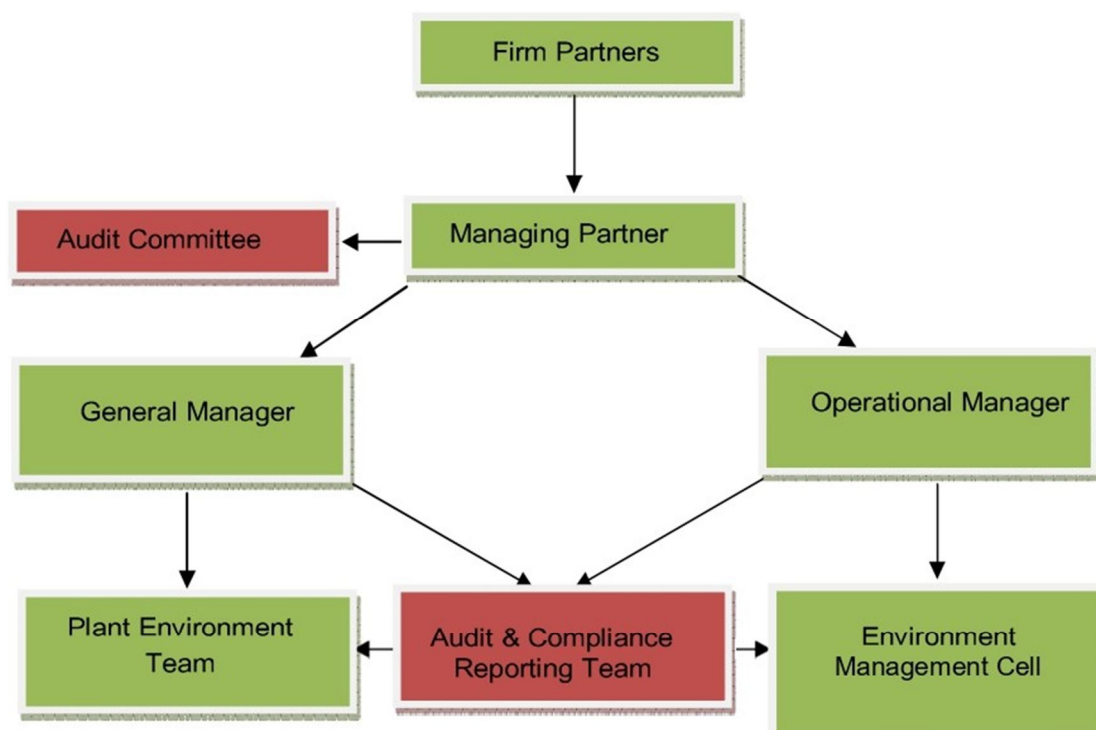 Firm Partners
Audit Committee
Managing Partner
General Manager
Operational Manager
Plant Environment
Team
Audit & Compliance
Reporting Team
Environment
Management Cell